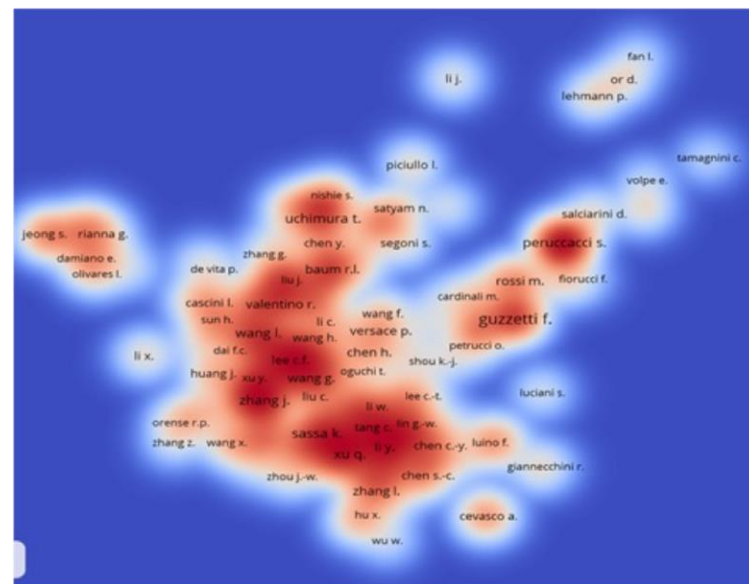 fan l.
li j.
or d.
lehmann p.
tamagnini c.
piciullo l.
volpe e.
nishie s.
satyam n.
uchimura t.
salciarini d.
jeong s. rianna g.
chen y.
segoni s.
peruccacci s.
zhang g.
damiano e.
de vita p.
baum r.l.
olivares l.
liu j.
rossi m.
fiorucci f.
cardinali m.
cascini l.
valentino r.
wang f.
sun h.
li c.
guzzetti f.
wang l.
wang h.
versace p.
petrucci o.
li x.
dai f.c.
lee c.f.
chen h.
shou k.-j.
huang j.
xu y.
wang g.
oguchi t.
zhang j.
liu c.
lee c.-t.
luciani s.
li w.
orense r.p.
sassa k.
tang c.
lin g.-w.
zhang z.
wang x.
li y.
chen c.-y.
luino f.
xu q.
giannecchini r.
zhou j.-w.
chen s.-c.
zhang l.
hu x.
cevasco a.
wu w.